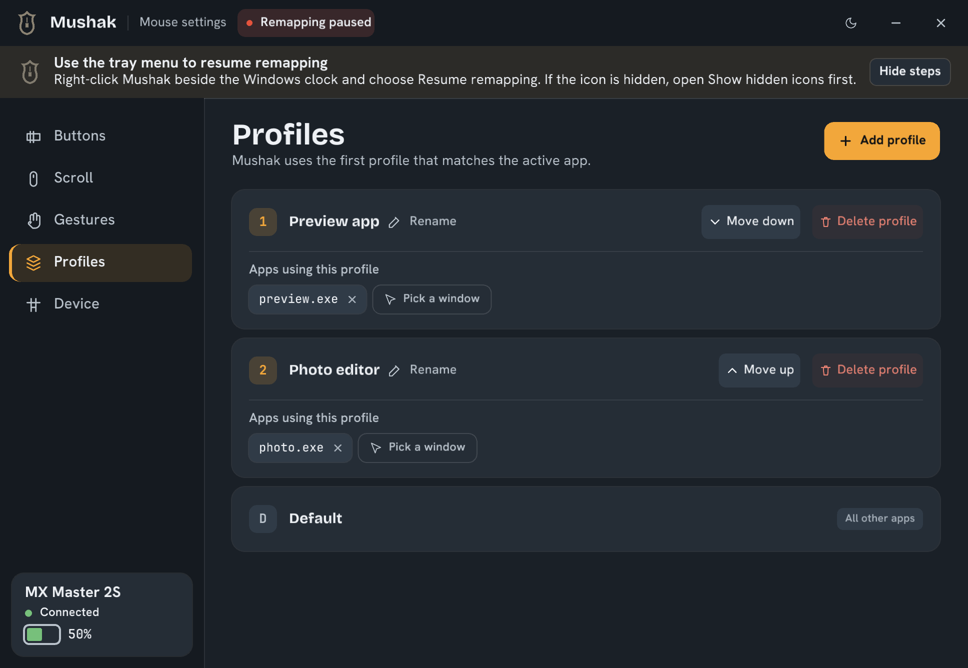 Mushak
Mouse settings
Remapping paused
Use the tray menu to resume remapping
Right-click Mushak beside the Windows clock and choose Resume remapping. If the icon is hidden, open Show hidden icons first.
Hide steps
Buttons
Scroll
Gestures
Profiles
Device
MX Master 2S
Connected
50%
Profiles
Mushak uses the first profile that matches the active app.
Add profile
1
Preview app
Rename
Move down
Delete profile
Apps using this profile
preview.exe
Pick a window
2
Photo editor
Rename
Move up
Delete profile
Apps using this profile
photo.exe
Pick a window
D
Default
All other apps